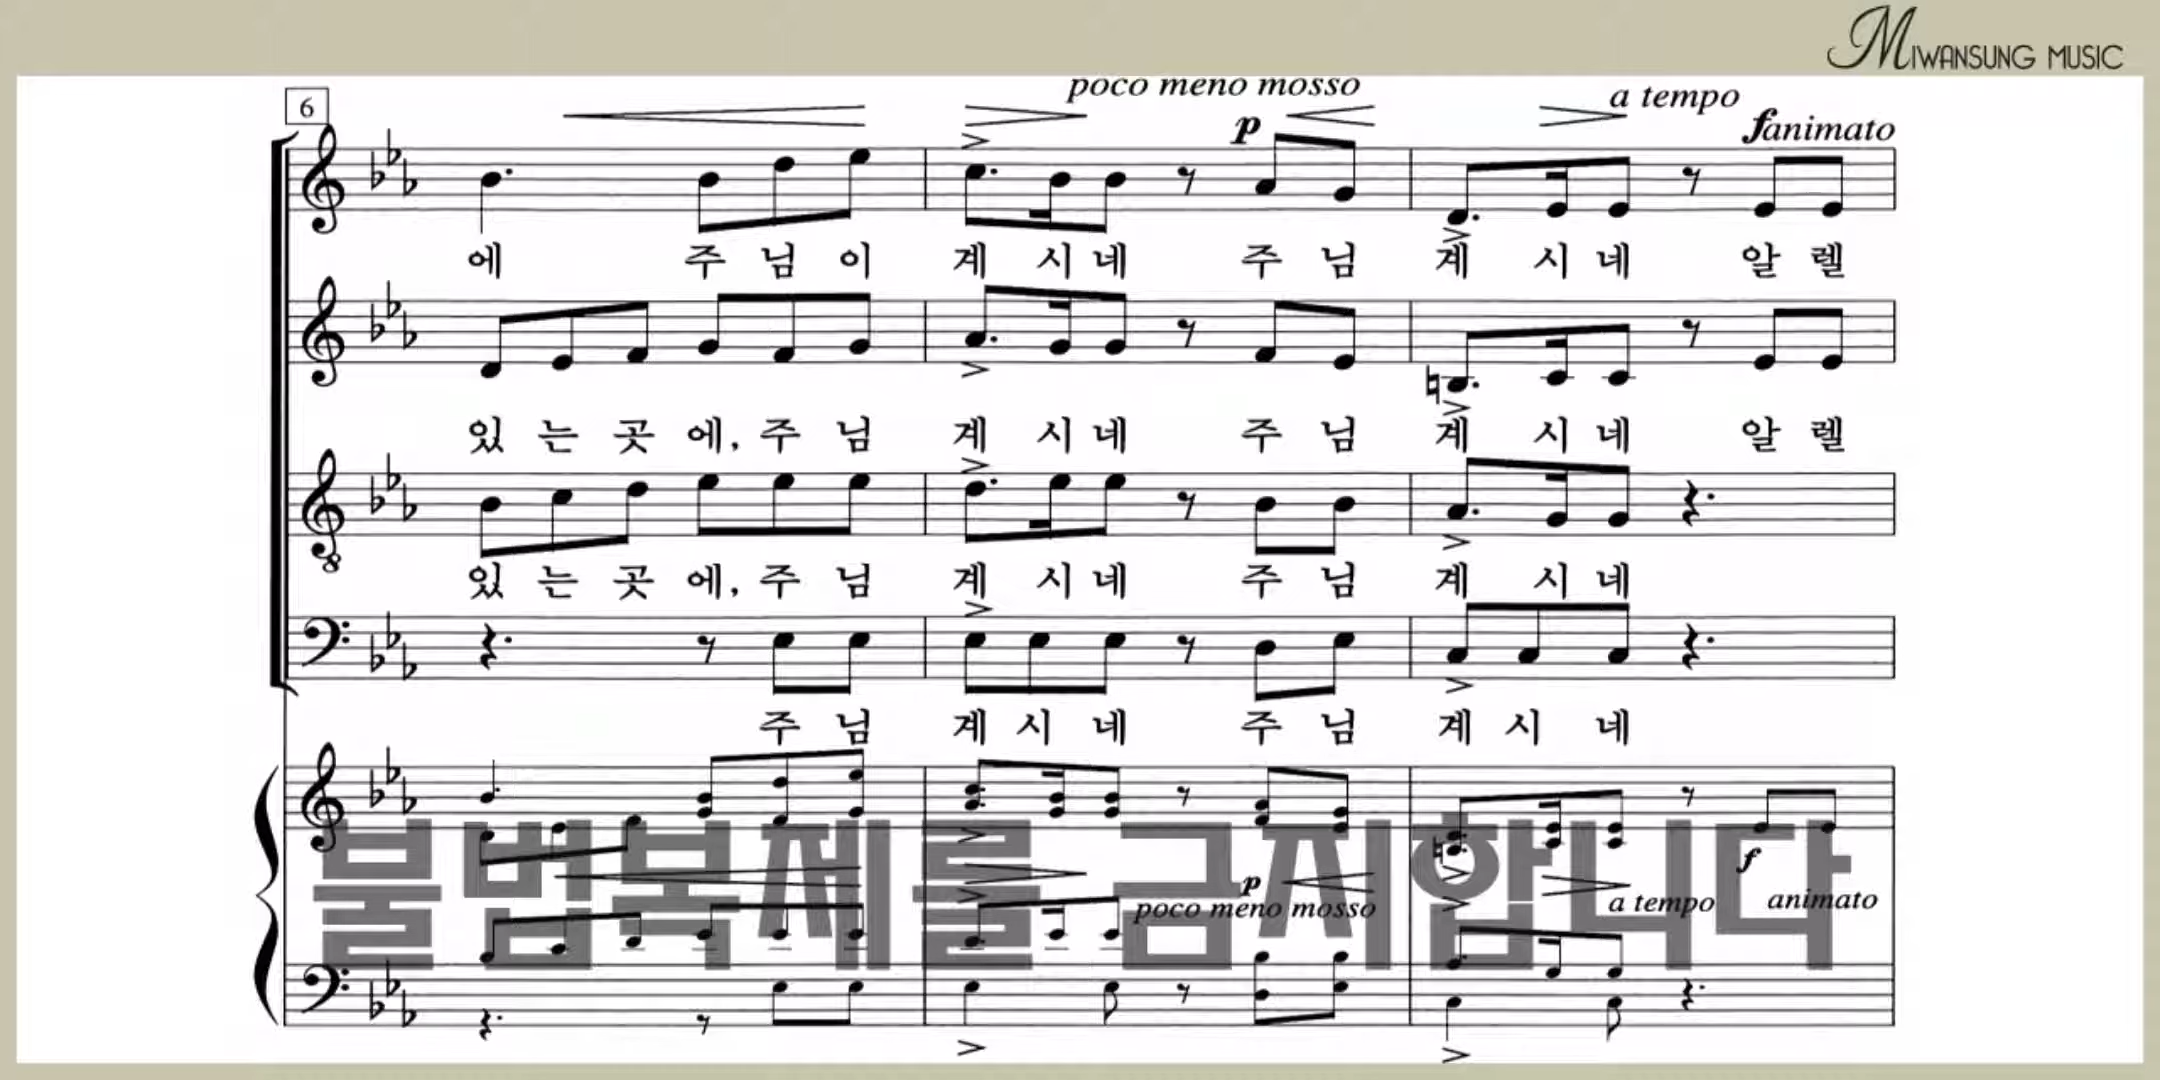 MIWANSUNG MUSIC
poco meno mosso
6
a tempo
p
f animato
에 주 님 이 계 시 네 주 님 계 시 네 알 렐
있 는 곳 에, 주 님 계 시 네 주 님 계 시 네 알 렐
있 는 곳 에, 주 님 계 시 네 주 님 계 시 네
8
주 님 계 시 네 주 님 계 시 네
불법복제를 금지합니다
f
p
poco meno mosso
a tempo
animato